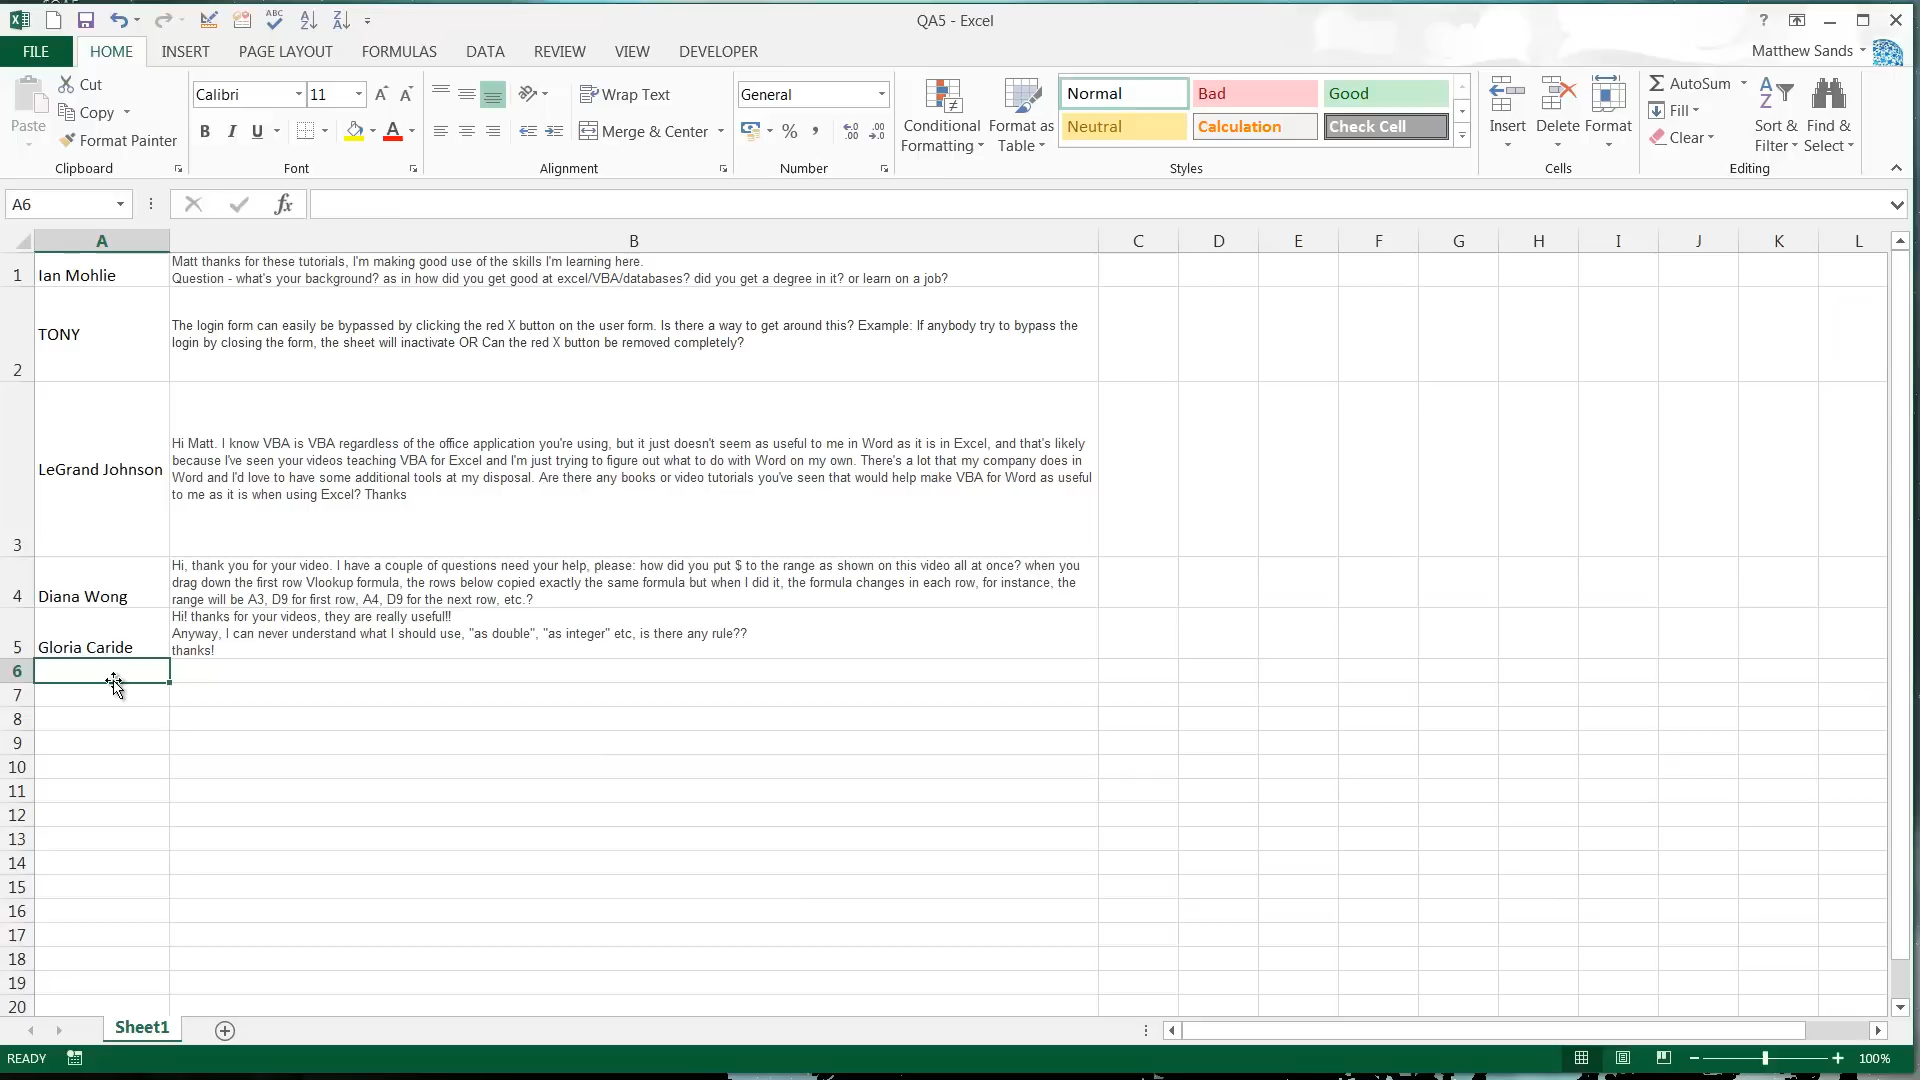 QA5 - Excel
FILE HOME INSERT PAGE LAYOUT FORMULAS DATA REVIEW VIEW DEVELOPER Matthew Sands
Cut
Copy
Format Painter
Paste
Clipboard
Calibri 11
B I U
Font
Wrap Text
Merge & Center
Alignment
General
Number
Conditional
Formatting
Format as
Table
Normal Bad Good
Neutral Calculation Check Cell
Styles
Insert Delete Format
Cells
AutoSum
Fill
Clear
Sort &
Filter
Find &
Select
Editing
A6
fx
A B C D E F G H I J K L
1 Ian Mohlie
Matt thanks for these tutorials, I'm making good use of the skills I'm learning here.
Question - what's your background? as in how did you get good at excel/VBA/databases? did you get a degree in it? or learn on a job?
2 TONY
The login form can easily be bypassed by clicking the red X button on the user form. Is there a way to get around this? Example: If anybody try to bypass the
login by closing the form, the sheet will inactivate OR Can the red X button be removed completely?
3 LeGrand Johnson
Hi Matt. I know VBA is VBA regardless of the office application you're using, but it just doesn't seem as useful to me in Word as it is in Excel, and that's likely
because I've seen your videos teaching VBA for Excel and I'm just trying to figure out what to do with Word on my own. There's a lot that my company does in
Word and I'd love to have some additional tools at my disposal. Are there any books or video tutorials you've seen that would help make VBA for Word as useful
to me as it is when using Excel? Thanks
4 Diana Wong
Hi, thank you for your video. I have a couple of questions need your help, please: how did you put $ to the range as shown on this video all at once? when you
drag down the first row Vlookup formula, the rows below copied exactly the same formula but when I did it, the formula changes in each row, for instance, the
range will be A3, D9 for first row, A4, D9 for the next row, etc.?
5 Gloria Caride
Hi! thanks for your videos, they are really useful!!
Anyway, I can never understand what I should use, "as double", "as integer" etc, is there any rule??
thanks!
6
7
8
9
10
11
12
13
14
15
16
17
18
19
20
Sheet1
READY
100%